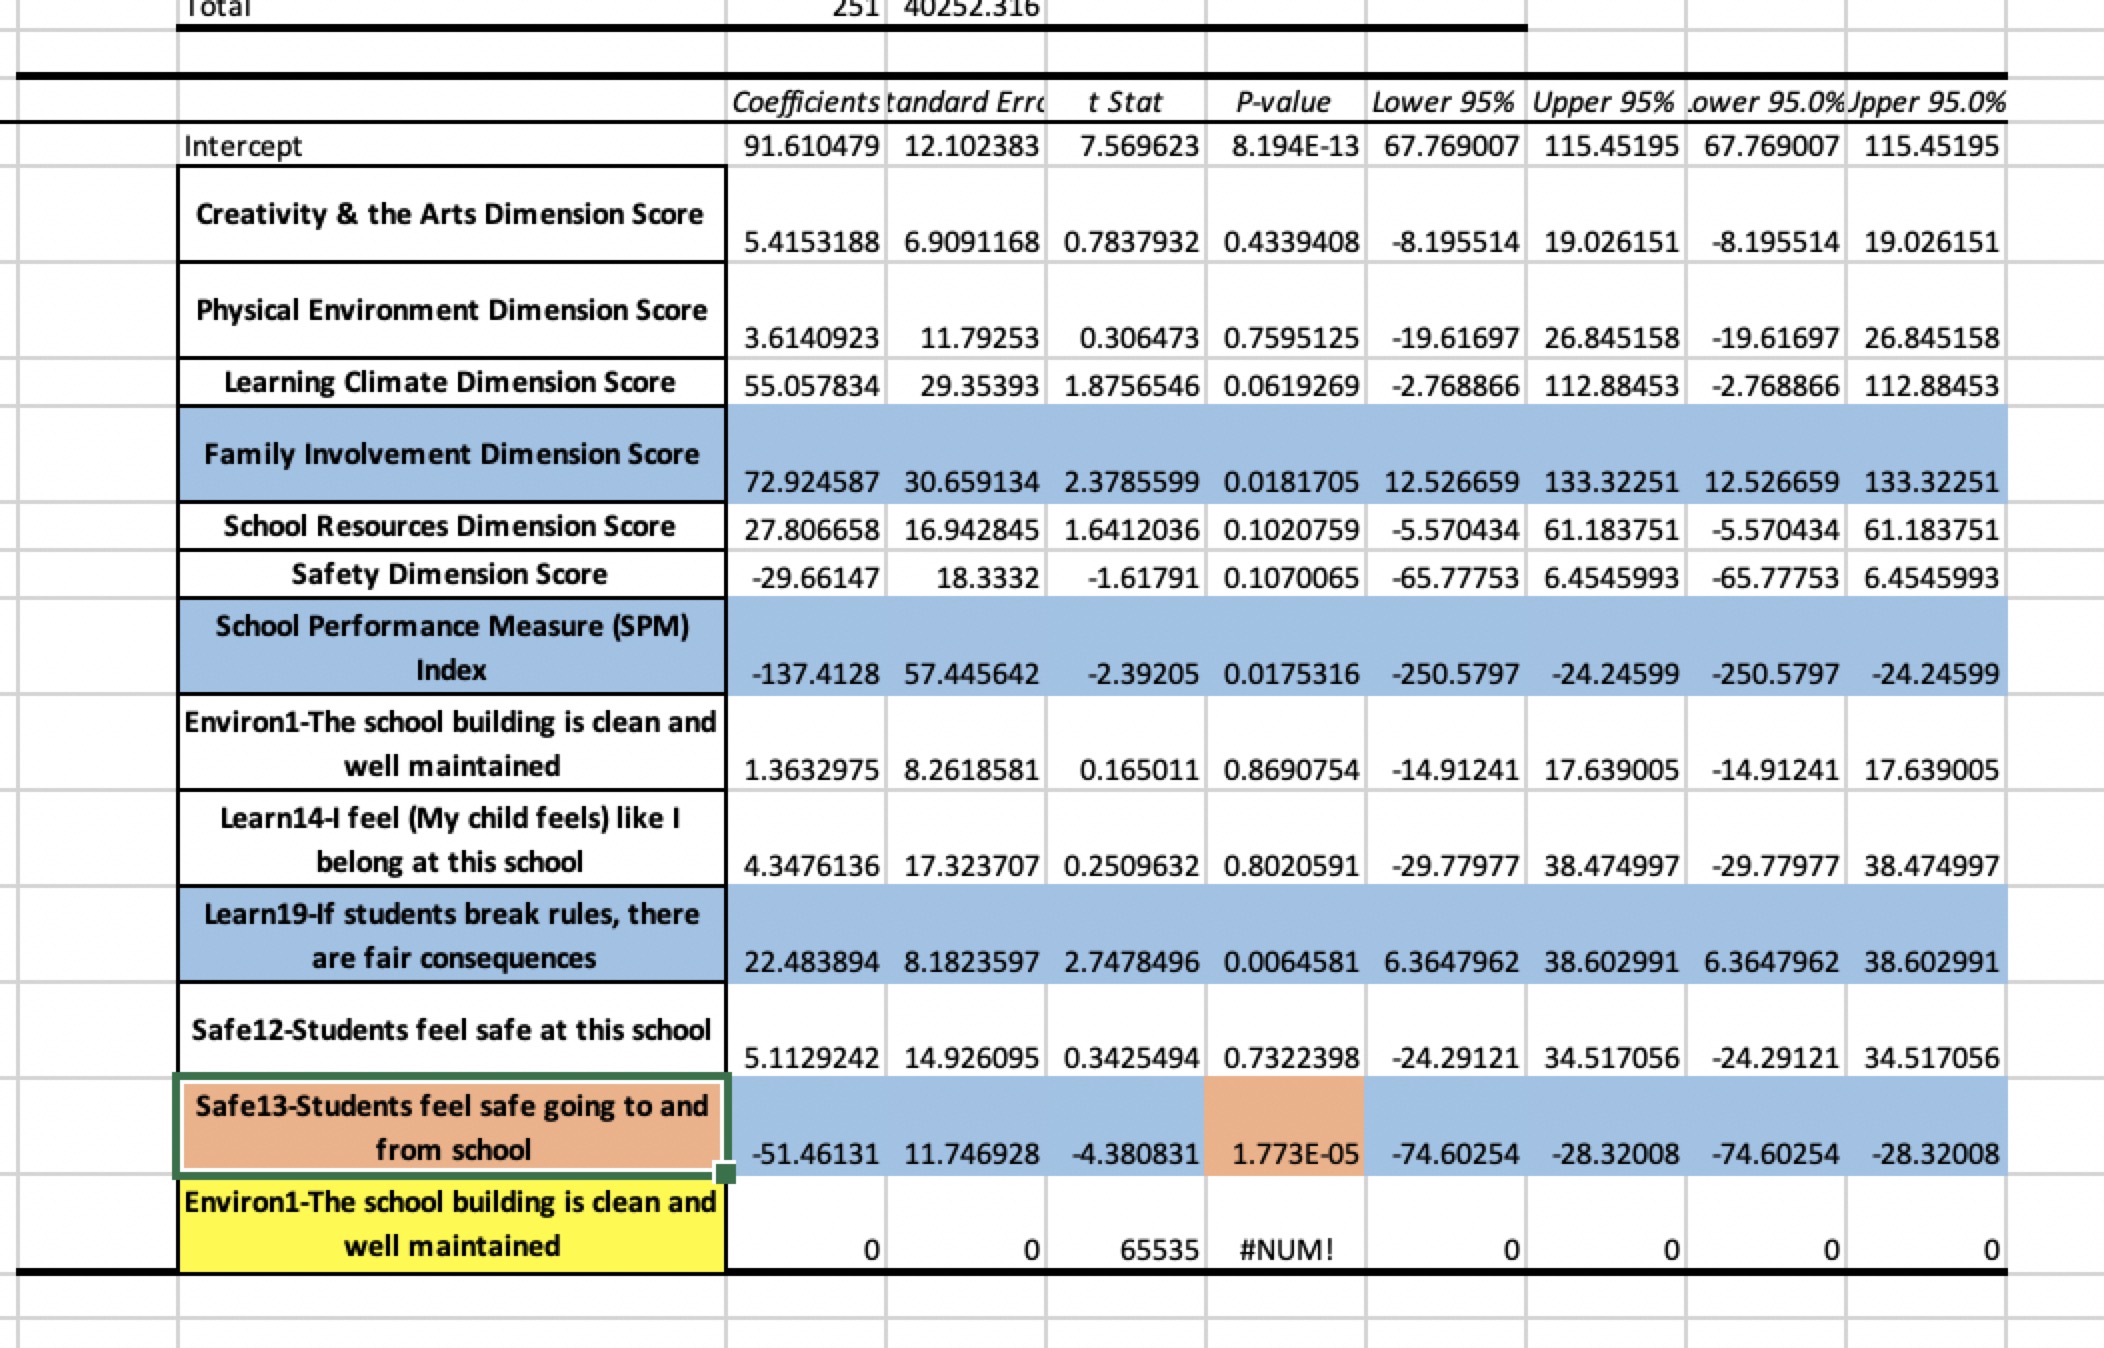 Total 251 40252.316
Coefficients tandard Erro t Stat P-value Lower 95% Upper 95% ower 95.0% Upper 95.0%
Intercept 91.610479 12.102383 7.569623 8.194E-13 67.769007 115.45195 67.769007 115.45195
Creativity & the Arts Dimension Score
5.4153188 6.9091168 0.7837932 0.4339408 -8.195514 19.026151 -8.195514 19.026151
Physical Environment Dimension Score
3.6140923 11.79253 0.306473 0.7595125 -19.61697 26.845158 -19.61697 26.845158
Learning Climate Dimension Score 55.057834 29.35393 1.8756546 0.0619269 -2.768866 112.88453 -2.768866 112.88453
Family Involvement Dimension Score
72.924587 30.659134 2.3785599 0.0181705 12.526659 133.32251 12.526659 133.32251
School Resources Dimension Score 27.806658 16.942845 1.6412036 0.1020759 -5.570434 61.183751 -5.570434 61.183751
Safety Dimension Score -29.66147 18.3332 -1.61791 0.1070065 -65.77753 6.4545993 -65.77753 6.4545993
School Performance Measure (SPM)
Index -137.4128 57.445642 -2.39205 0.0175316 -250.5797 -24.24599 -250.5797 -24.24599
Environ1-The school building is clean and
well maintained 1.3632975 8.2618581 0.165011 0.8690754 -14.91241 17.639005 -14.91241 17.639005
Learn14-I feel (My child feels) like I
belong at this school 4.3476136 17.323707 0.2509632 0.8020591 -29.77977 38.474997 -29.77977 38.474997
Learn19-If students break rules, there
are fair consequences 22.483894 8.1823597 2.7478496 0.0064581 6.3647962 38.602991 6.3647962 38.602991
Safe12-Students feel safe at this school
5.1129242 14.926095 0.3425494 0.7322398 -24.29121 34.517056 -24.29121 34.517056
Safe13-Students feel safe going to and
from school -51.46131 11.746928 -4.380831 1.773E-05 -74.60254 -28.32008 -74.60254 -28.32008
Environ1-The school building is clean and
well maintained 0 0 65535 #NUM! 0 0 0 0